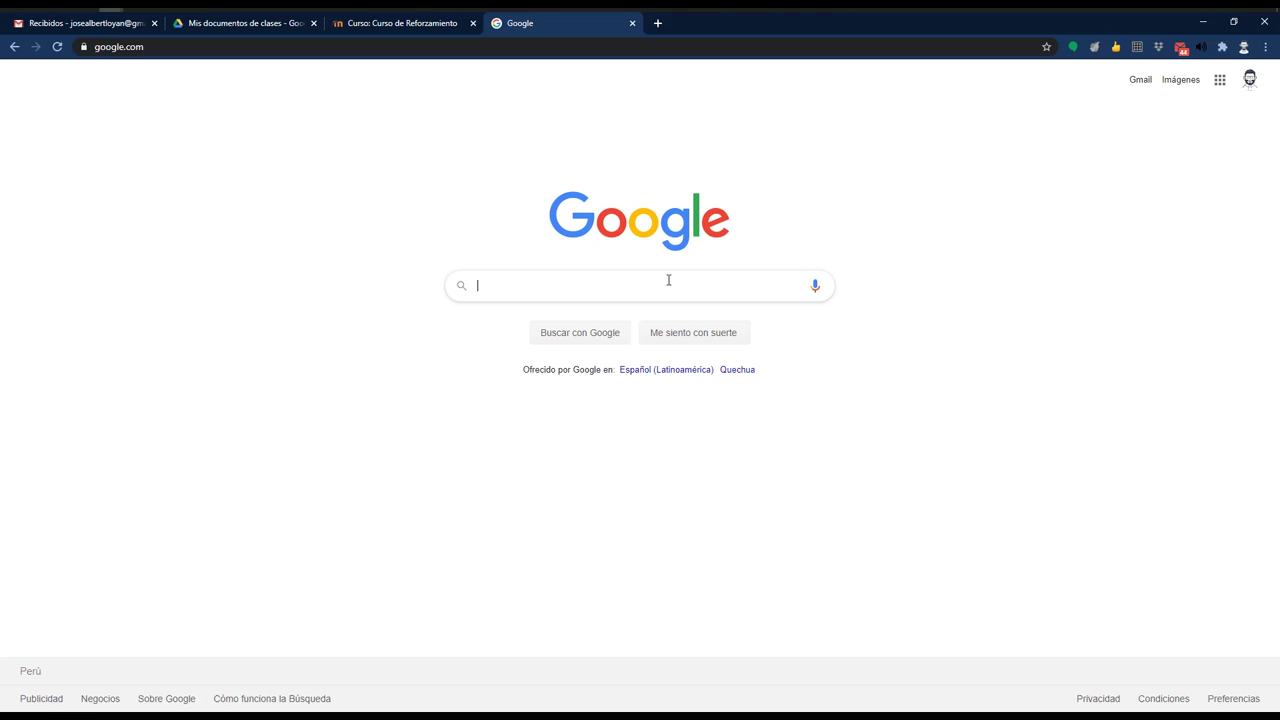 Recibidos - josealbertloyan@gm
Mis documentos de clases - Goo
Curso: Curso de Reforzamiento
Google
google.com
44
Gmail Imágenes
Google
Buscar con Google Me siento con suerte
Ofrecido por Google en: Español (Latinoamérica) Quechua
Perú
Publicidad Negocios Sobre Google Cómo funciona la Búsqueda Privacidad Condiciones Preferencias